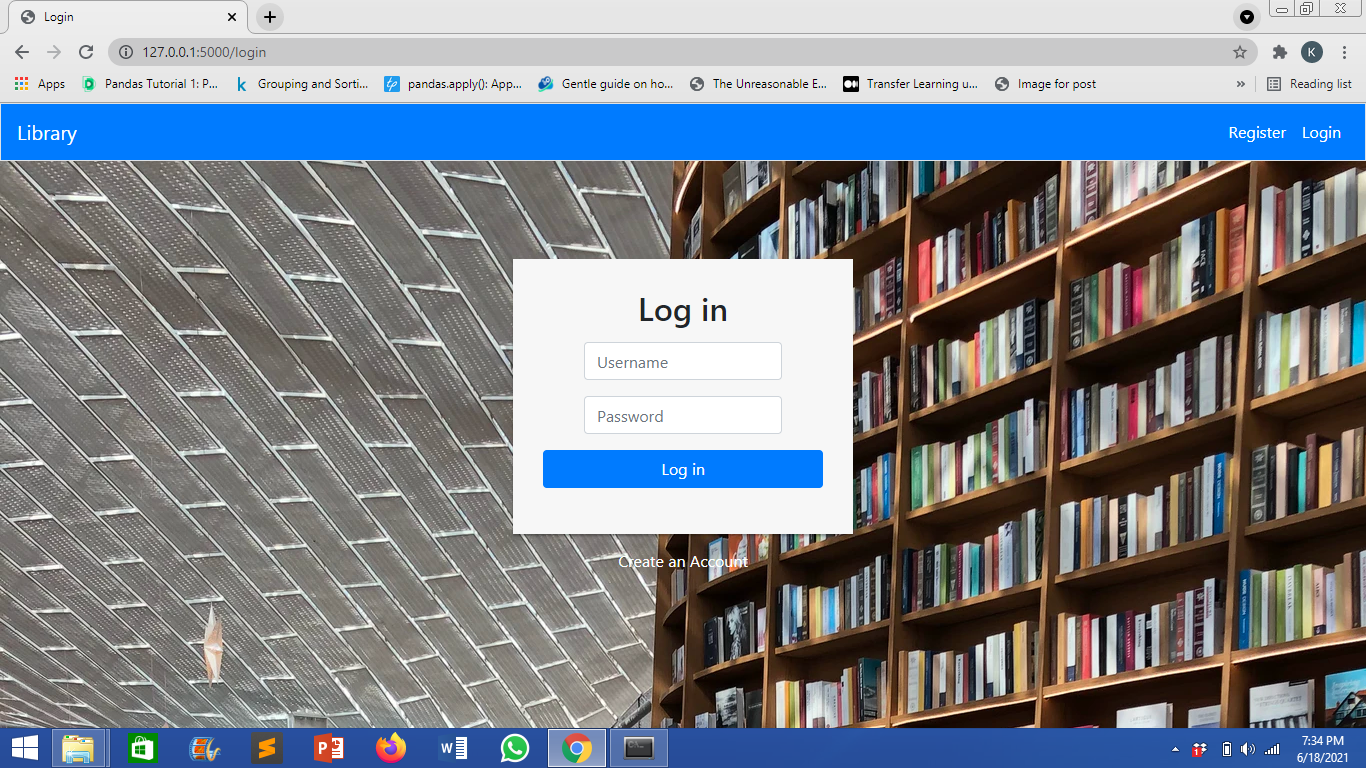 Login
127.0.0.1:5000/login
K
Apps
Pandas Tutorial 1: P...
Grouping and Sorti...
pandas.apply(): App...
Gentle guide on ho...
The Unreasonable E...
Transfer Learning u...
Image for post
»
Reading list
Library
Register
Login
Log in
Username
Password
Log in
Create an Account
7:34 PM
6/18/2021